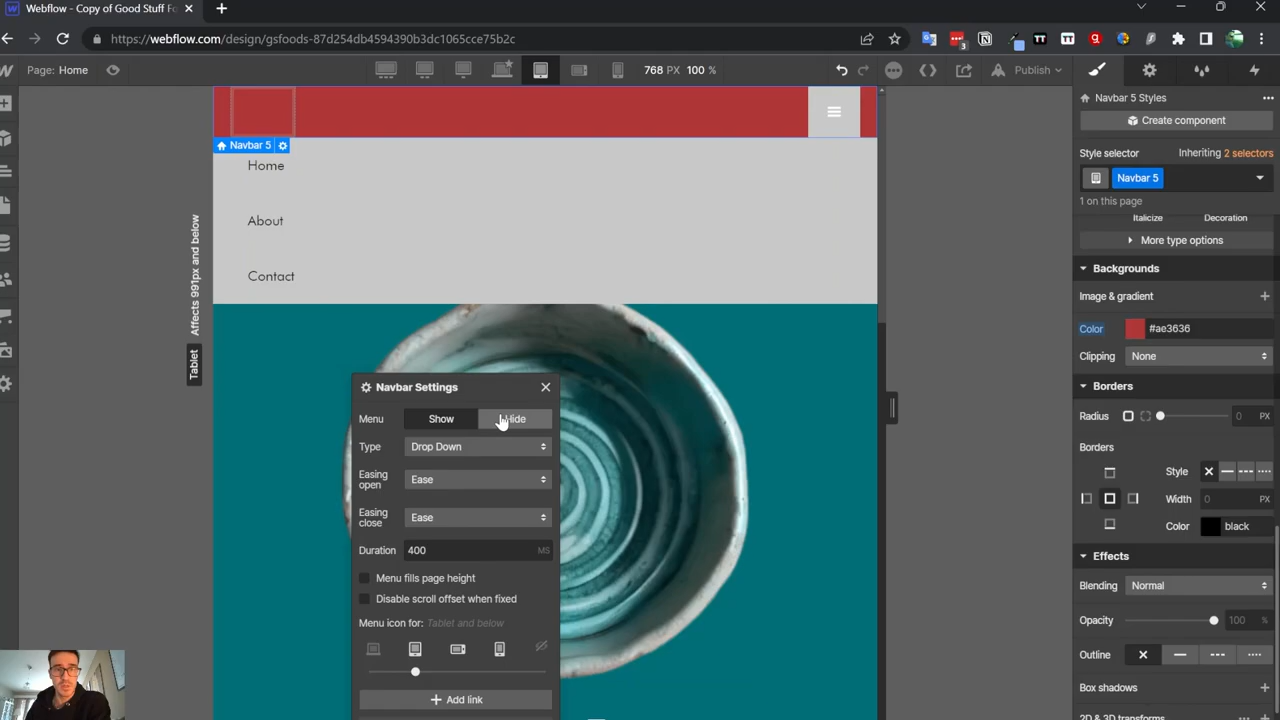 Webflow - Copy of Good Stuff Fo
https://webflow.com/design/gsfoods-87d254db4594390b3dc1065cce75b2c
3
Page: Home
768 PX 100 %
Publish
Navbar 5 Styles
Create component
Style selector
Inheriting 2 selectors
Navbar 5
1 on this page
Italicize
Decoration
More type options
Backgrounds
Image & gradient
Color
#ae3636
Clipping
None
Borders
Radius
0 PX
Borders
Style
Width
0 PX
Color
black
Effects
Blending
Normal
Opacity
100 %
Outline
Box shadows
2D & 3D transforms
Navbar 5
Home
About
Contact
Affects 991px and below
Tablet
Navbar Settings
Menu
Show
Hide
Type
Drop Down
Easing open
Ease
Easing close
Ease
Duration
400
MS
Menu fills page height
Disable scroll offset when fixed
Menu icon for: Tablet and below
Add link